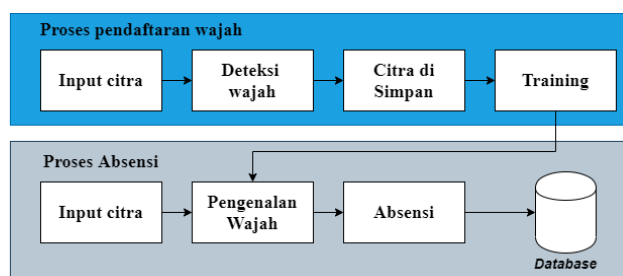 Proses pendaftaran wajah
Input citra
Deteksi
wajah
Citra di
Simpan
Training
Proses Absensi
Input citra
Pengenalan
Wajah
Absensi
Database